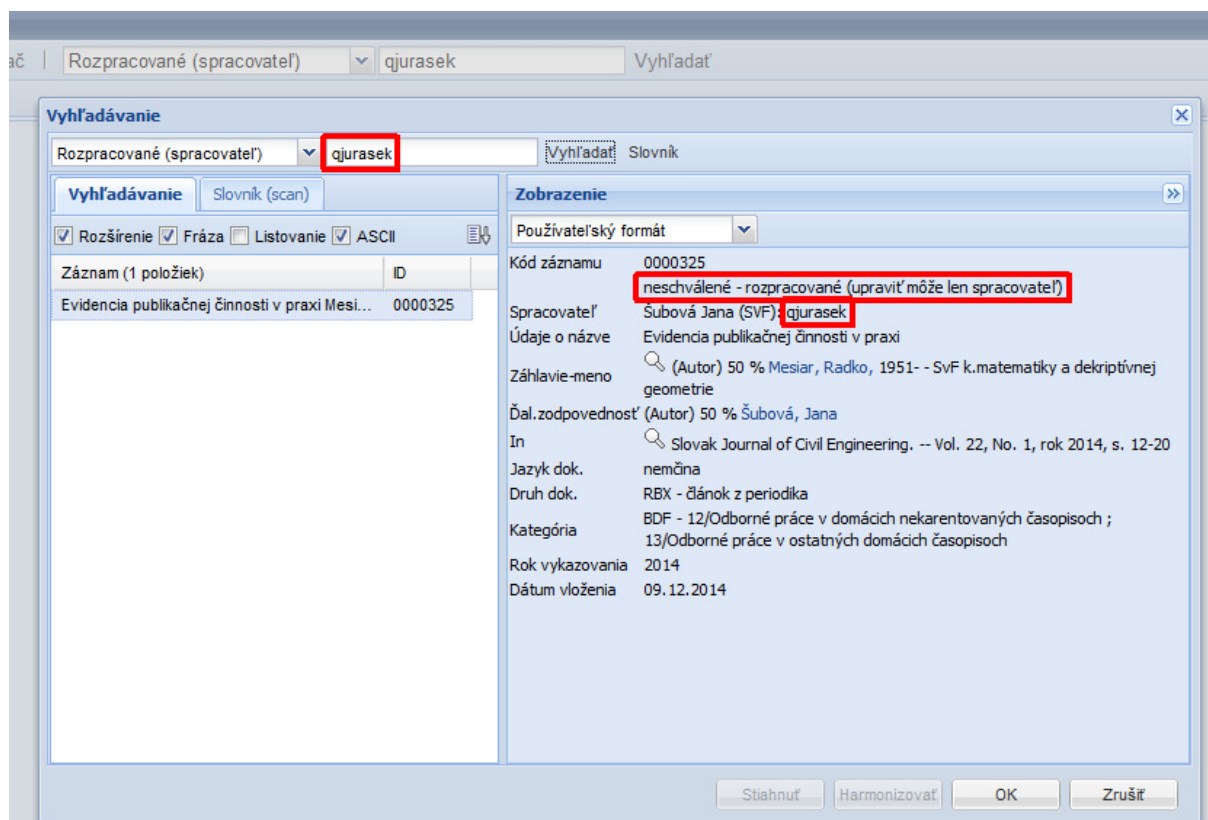 ač | Rozpracované (spracovateľ) qjurasek Vyhľadať
Vyhľadávanie
Rozpracované (spracovateľ) qjurasek Vyhľadať Slovník
Vyhľadávanie Slovník (scan)
Rozšírenie Fráza Listovanie ASCII
Záznam (1 položiek) ID
Evidencia publikačnej činnosti v praxi Mesi... 0000325
Zobrazenie
Používateľský formát
Kód záznamu 0000325
neschválené - rozpracované (upraviť môže len spracovateľ)
Spracovateľ Šubová Jana (SVF): qjurasek
Údaje o názve Evidencia publikačnej činnosti v praxi
Záhlavie-meno (Autor) 50 % Mesiar, Radko, 1951- - SvF k.matematiky a dekriptívnej
geometrie
Ďal.zodpovednosť (Autor) 50 % Šubová, Jana
In Slovak Journal of Civil Engineering. -- Vol. 22, No. 1, rok 2014, s. 12-20
Jazyk dok. nemčina
Druh dok. RBX - článok z periodika
Kategória BDF - 12/Odborné práce v domácich nekarentovaných časopisoch ;
13/Odborné práce v ostatných domácich časopisoch
Rok vykazovania 2014
Dátum vloženia 09.12.2014
Stiahnuť Harmonizovať OK Zrušiť